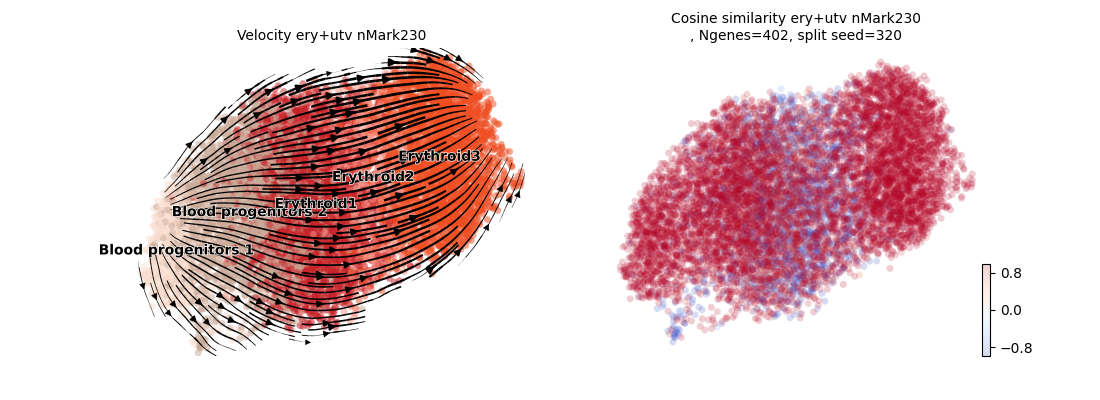 Velocity ery+utv nMark230
Erythroid3
Erythroid2
Erythroid1
Blood progenitors 2
Blood progenitors 1
Cosine similarity ery+utv nMark230
, Ngenes=402, split seed=320
0.8
0.0
−0.8